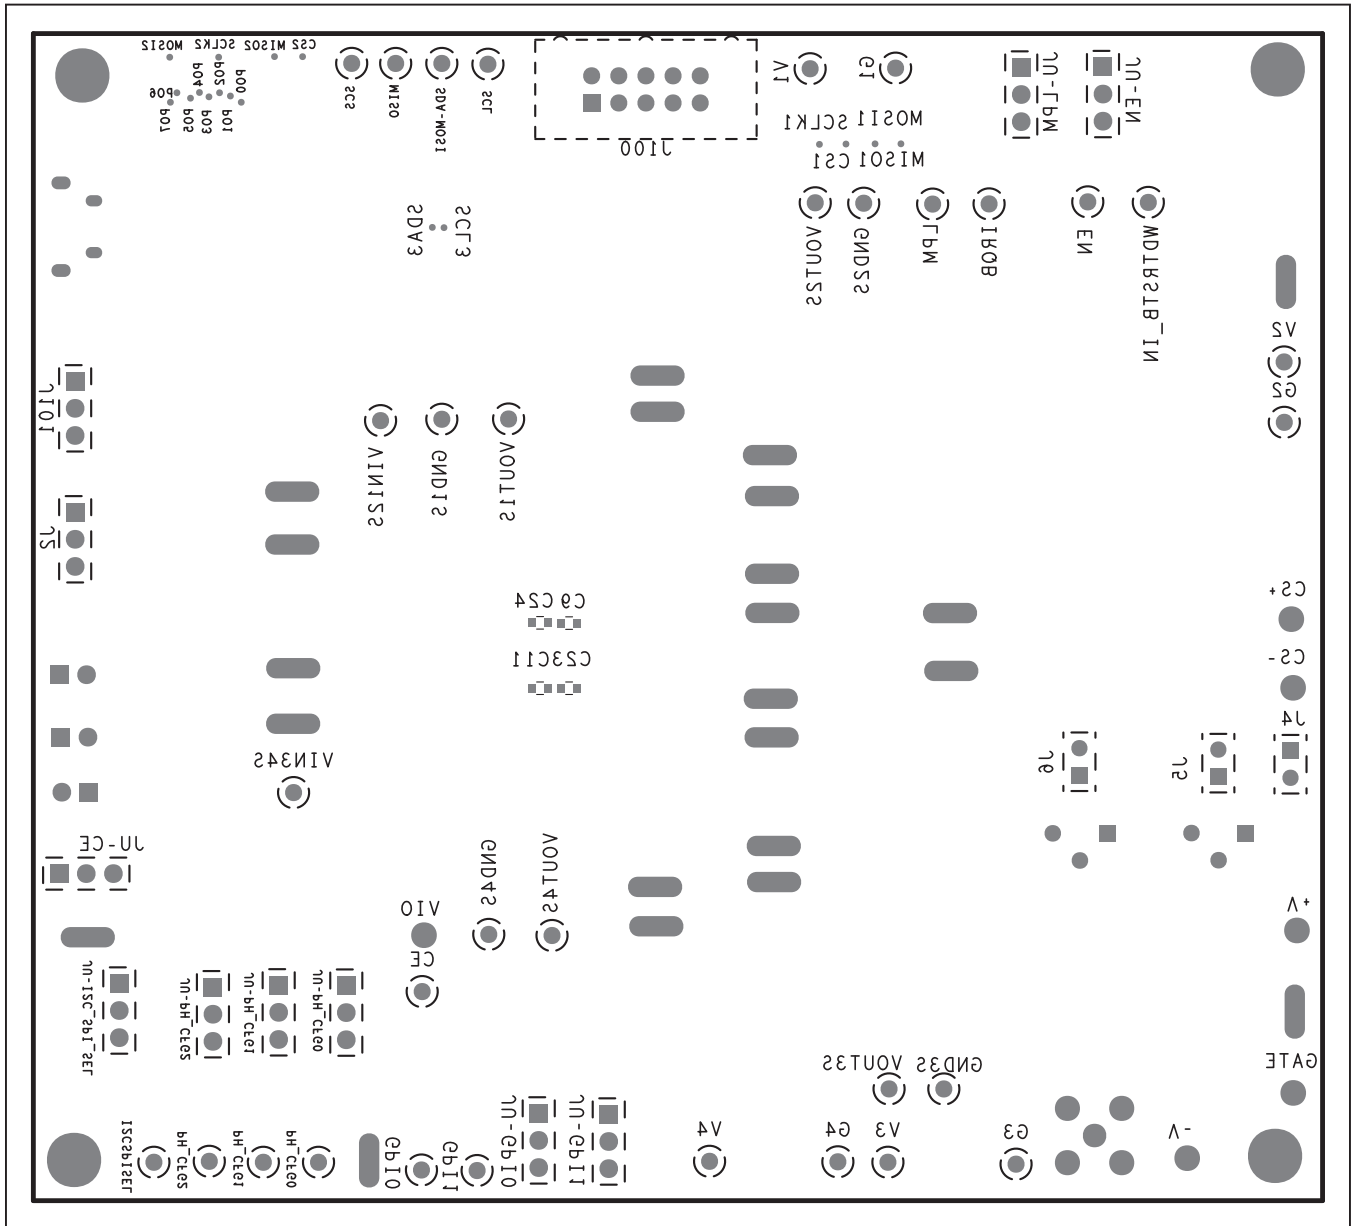 MOSI2
SCLK2
MISO2
CS2
P06
P04
P02
P00
P07
P05
P03
P01
SCS
MISO
SDA-MOSI
SCL
J100
V1
G1
JU-LPM
JU-EN
SCLK1
MOSI1
CS1
MISO1
SDA3
SCL3
VOUT2S
GND2S
LPM
IRQB
EN
WDTRSTB_IN
V2
G2
J101
VIN12S
GND1S
VOUT1S
J2
C24
C9
C11
C23
CS+
CS-
J4
VIN34S
J6
J5
JU-CE
GND4S
VOUT4S
VIO
V+
CE
JU-I2C_SPI_SEL
JU-PH_CFG2
JU-PH_CFG1
JU-PH_CFG0
VOUT3S
GND3S
GATE
I2CSPISEL
PH_CFG2
PH_CFG1
PH_CFG0
GPIO
GPI1
JU-GPI0
JU-GPI1
V4
G4
V3
G3
V-